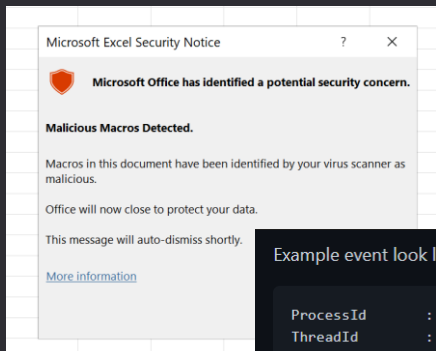 Microsoft Excel Security Notice ? ×
Microsoft Office has identified a potential security concern.
Malicious Macros Detected.
Macros in this document have been identified by your virus scanner as
malicious.
Office will now close to protect your data.
This message will auto-dismiss shortly.
More information
Example event look
ProcessId :
ThreadId :